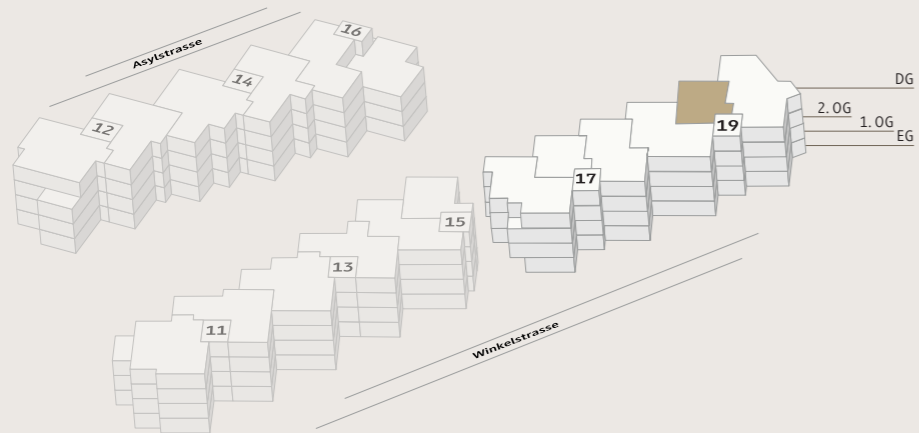 Asylstrasse
16
14
12
DG
2. OG
1. OG
EG
19
17
15
13
11
Winkelstrasse